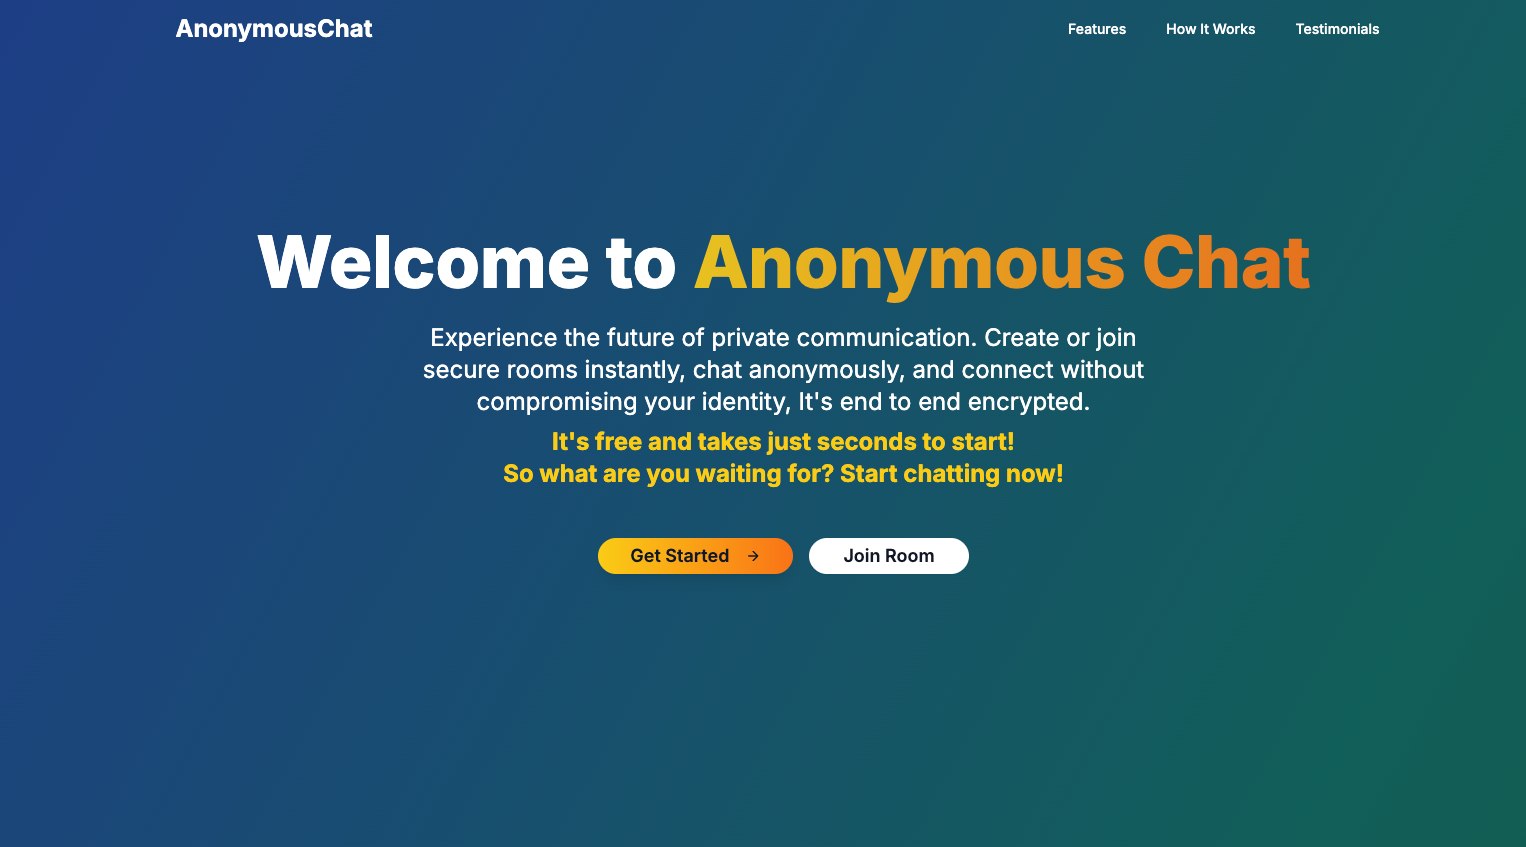 AnonymousChat
Features
How It Works
Testimonials
Welcome to Anonymous Chat
Experience the future of private communication. Create or join
secure rooms instantly, chat anonymously, and connect without
compromising your identity, It's end to end encrypted.
It's free and takes just seconds to start!
So what are you waiting for? Start chatting now!
Get Started →
Join Room